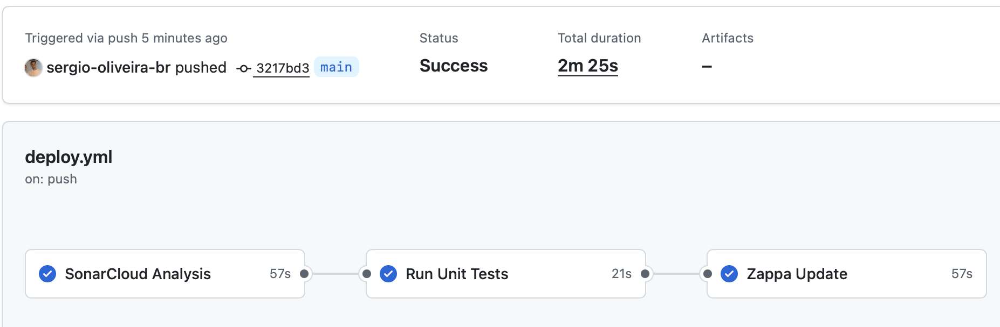 Triggered via push 5 minutes ago
sergio-oliveira-br pushed 3217bd3 main
Status
Success
Total duration
2m 25s
Artifacts
–
deploy.yml
on: push
SonarCloud Analysis 57s
Run Unit Tests 21s
Zappa Update 57s